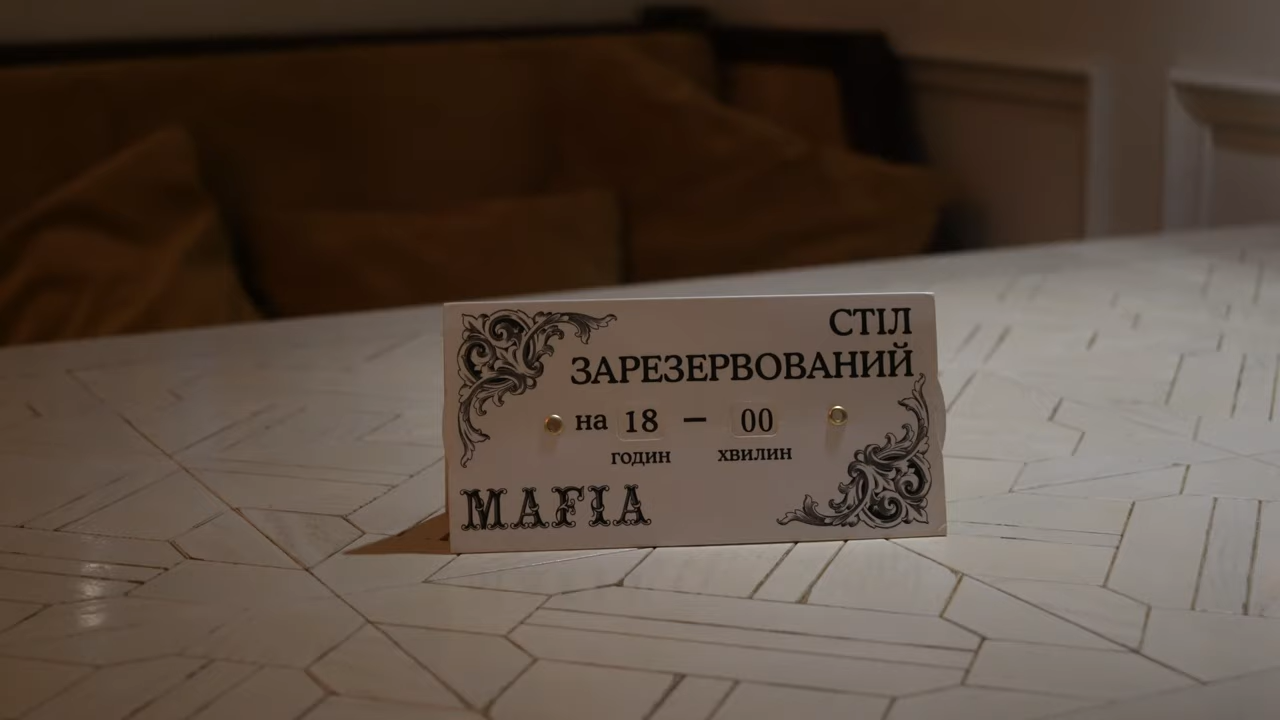 СТІЛ
ЗАРЕЗЕРВОВАНИЙ
на 18 — 00
годин хвилин
MAFIA